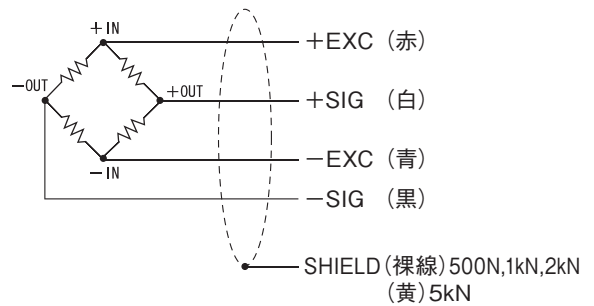 +IN
+EXC（赤）
−OUT
+OUT
+SIG （白）
−EXC（青）
−IN
−SIG （黒）
SHIELD（裸線）500N,1kN,2kN
（黄）5kN